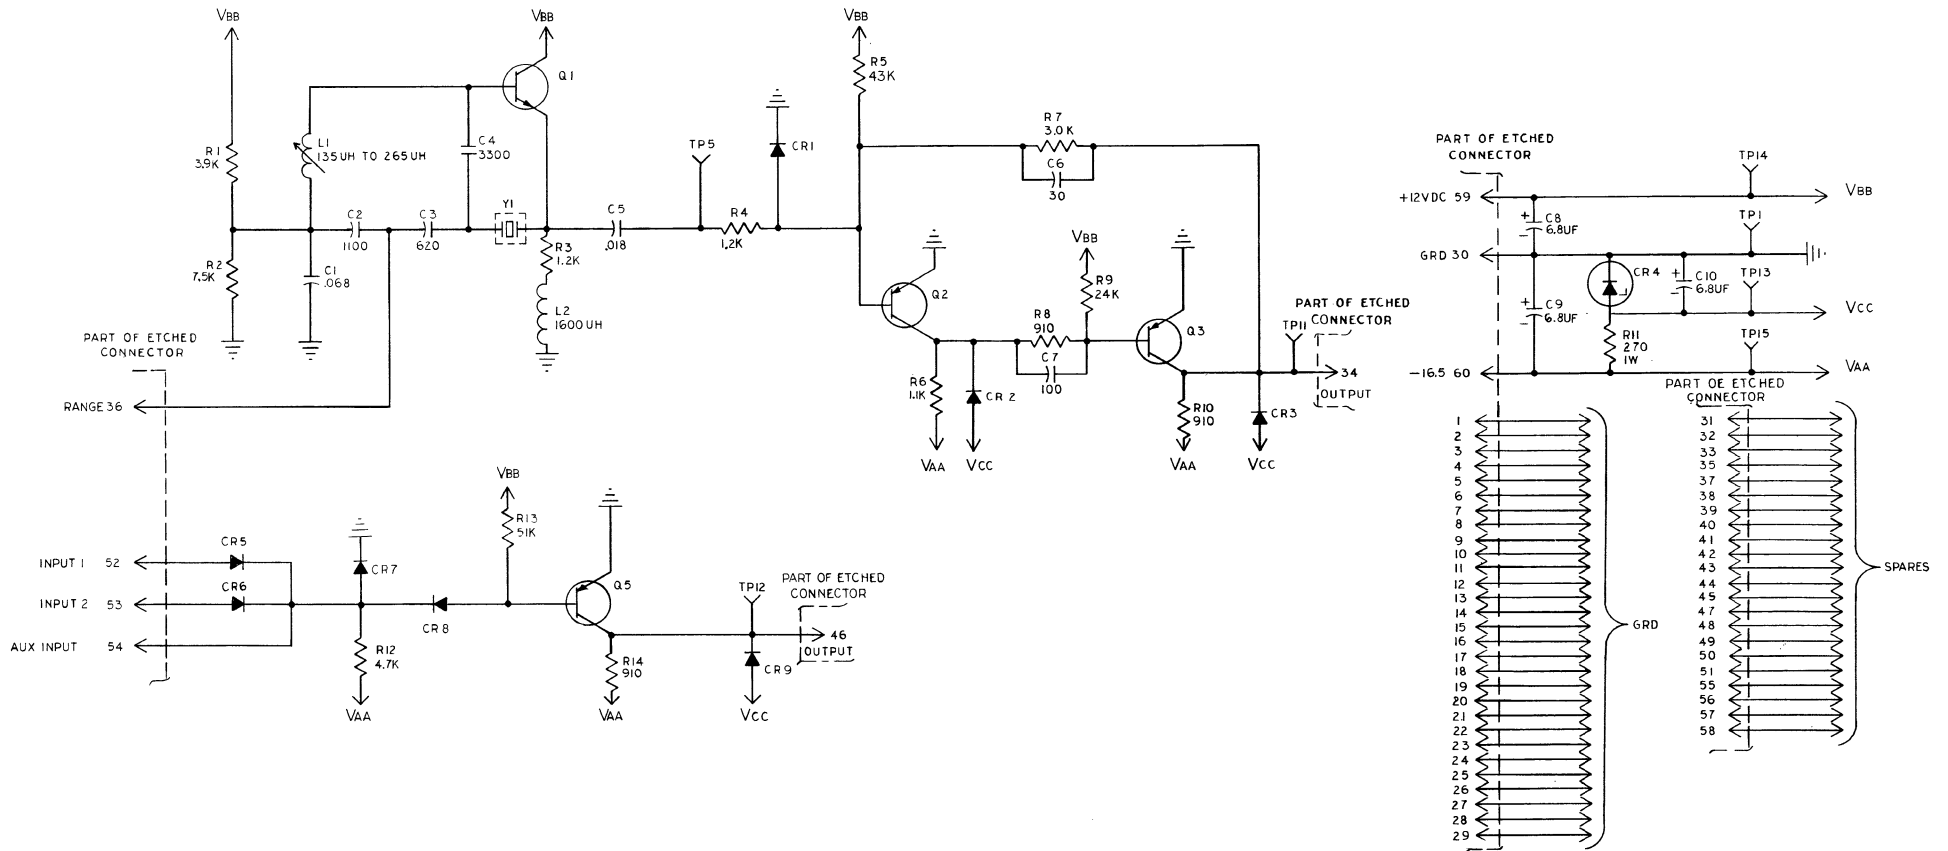 VBB
VBB
VBB
R1
3.9K
L1
135UH TO 265UH
C4
3300
Q1
TP5
CR1
R5
43K
R7
3.0K
C6
30
R2
7.5K
C1
.068
C2
1100
C3
620
Y1
R3
1.2K
L2
1600UH
C5
.018
R4
1.2K
Q2
VBB
R9
24K
R8
910
C7
100
Q3
R6
1.1K
CR 2
VAA
VCC
R10
910
VAA
CR3
VCC
TP11
PART OF ETCHED
CONNECTOR
34
OUTPUT
PART OF ETCHED
CONNECTOR
RANGE 36
INPUT 1 52
INPUT 2 53
AUX INPUT 54
CR5
CR6
CR7
R12
4.7K
VAA
CR8
VBB
R13
51K
Q5
R14
910
VAA
TP12
CR9
VCC
PART OF ETCHED
CONNECTOR
46
OUTPUT
PART OF ETCHED
CONNECTOR
+12VDC 59
TP14
VBB
+
C8
6.8UF
-
TP1
GRD 30
CR4
+
C10
6.8UF
-
TP13
VCC
+
C9
6.8UF
-
R11
270
1W
TP15
-16.5 60
VAA
PART OF ETCHED
CONNECTOR
1
2
3
4
5
6
7
8
9
10
11
12
13
14
15
16
17
18
19
20
21
22
23
24
25
26
27
28
29
GRD
31
32
33
35
37
38
39
40
41
42
43
44
45
47
48
49
50
51
55
56
57
58
SPARES